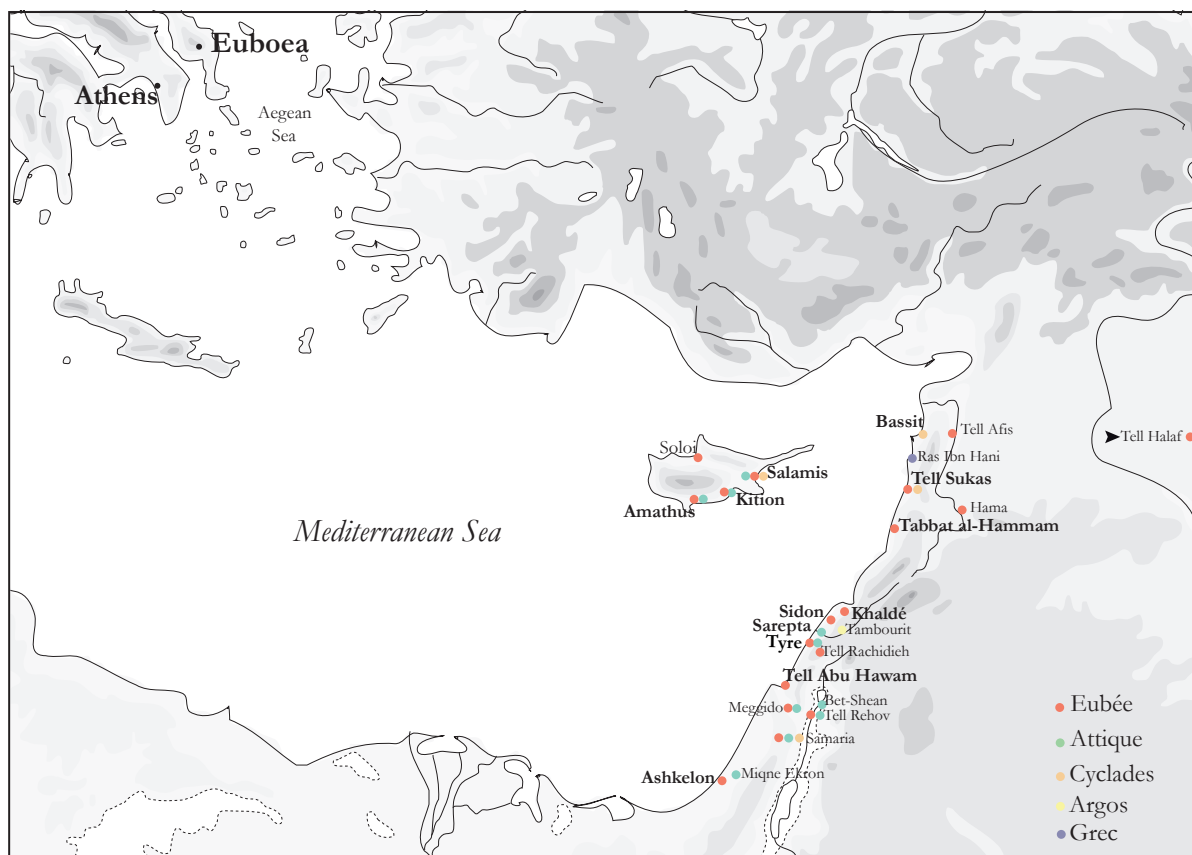 Euboea
Athens
Aegean
Sea
Bassit
Tell Afis
Tell Halaf
Soloi
Ras Ibn Hani
Salamis
Tell Sukas
Kition
Amathus
Hama
Tabbat al-Hammam
Mediterranean Sea
Sidon
Khaldé
Sarepta
Tambourit
Tyre
Tell Rachidieh
Tell Abu Hawam
Bet-Shean
Meggido
Tell Rehov
Samaria
Ashkelon
Miqne Ekron
Eubée
Attique
Cyclades
Argos
Grec